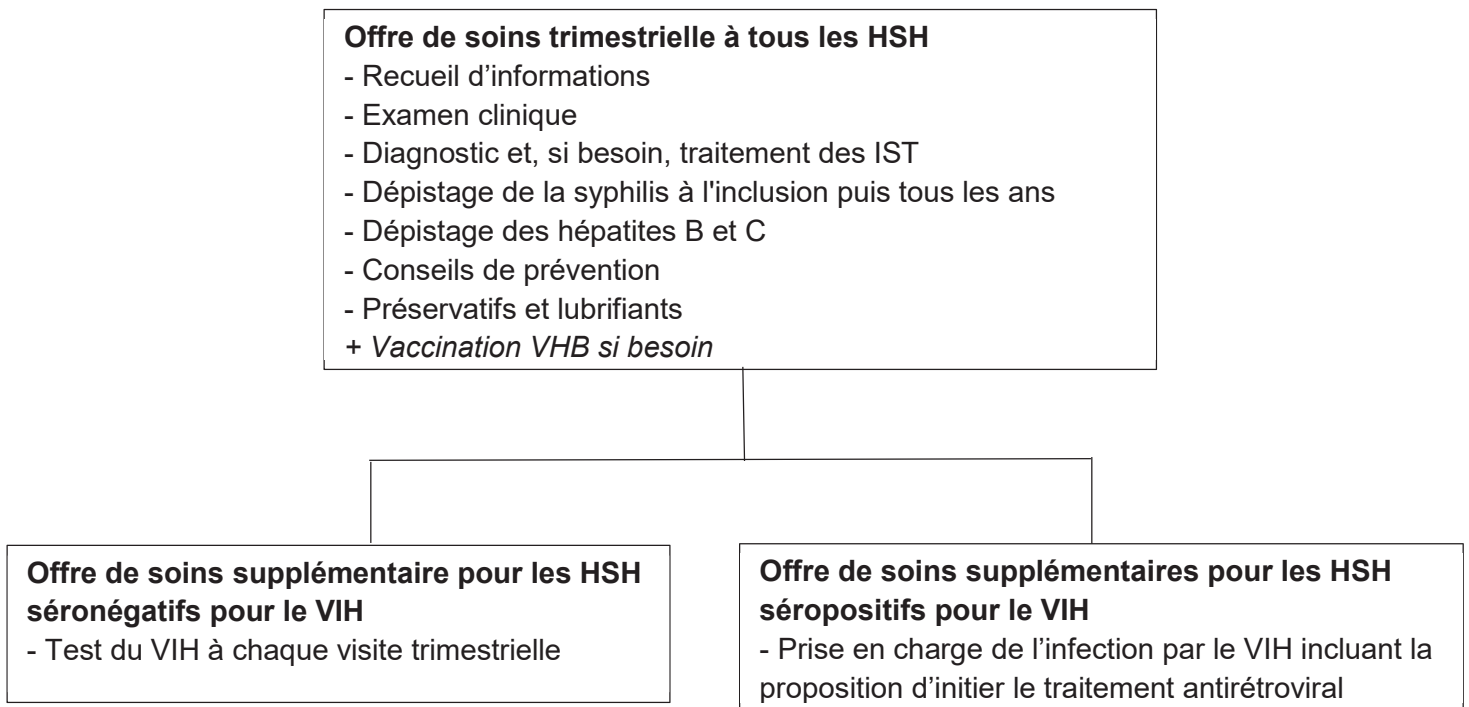 Offre de soins trimestrielle à tous les HSH
- Recueil d’informations
- Examen clinique
- Diagnostic et, si besoin, traitement des IST
- Dépistage de la syphilis à l'inclusion puis tous les ans
- Dépistage des hépatites B et C
- Conseils de prévention
- Préservatifs et lubrifiants
+ Vaccination VHB si besoin
Offre de soins supplémentaire pour les HSH
séronégatifs pour le VIH
- Test du VIH à chaque visite trimestrielle
Offre de soins supplémentaires pour les HSH
séropositifs pour le VIH
- Prise en charge de l’infection par le VIH incluant la
proposition d’initier le traitement antirétroviral